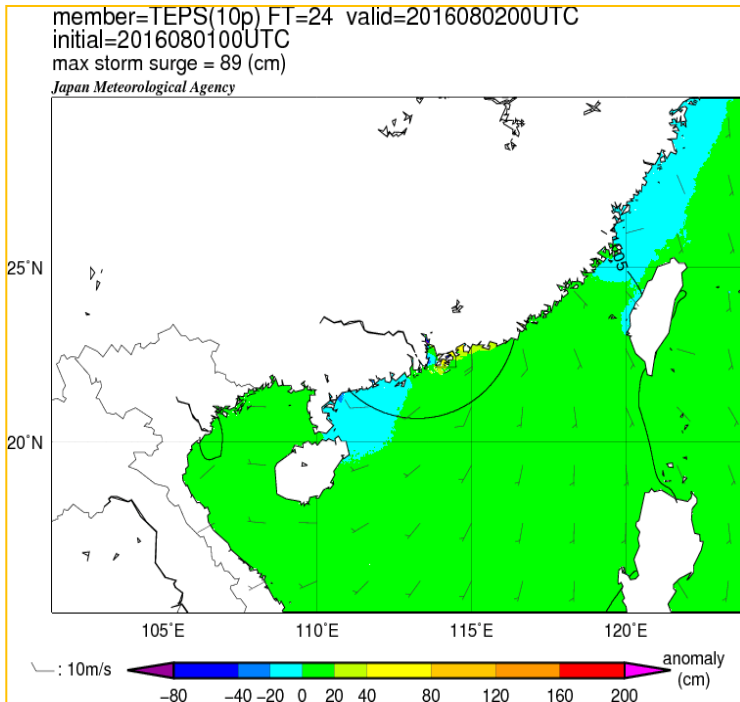 member=TEPS(10p) FT=24 valid=2016080200UTC
initial=2016080100UTC
max storm surge = 89 (cm)
Japan Meteorological Agency
25°N
20°N
105°E 110°E 115°E 120°E
: 10m/s
anomaly
(cm)
−80 −40 −20 0 20 40 80 120 160 200